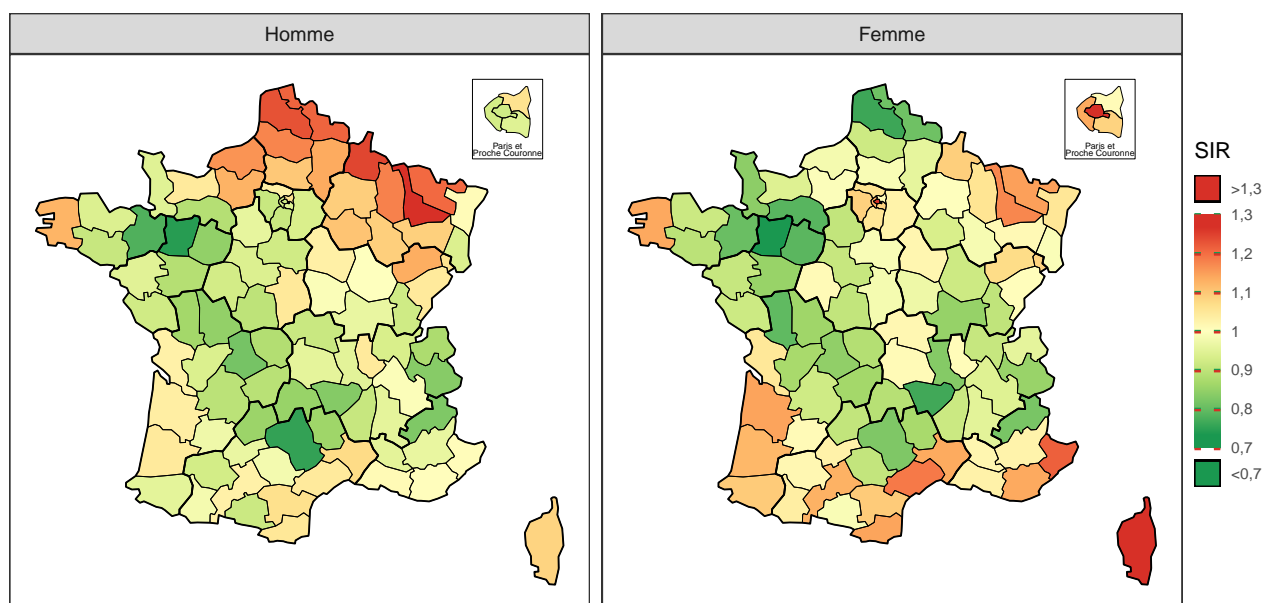 Homme
Femme
Paris et
Proche Couronne
Paris et
Proche Couronne
SIR
>1,3
1,3
1,2
1,1
1
0,9
0,8
0,7
<0,7